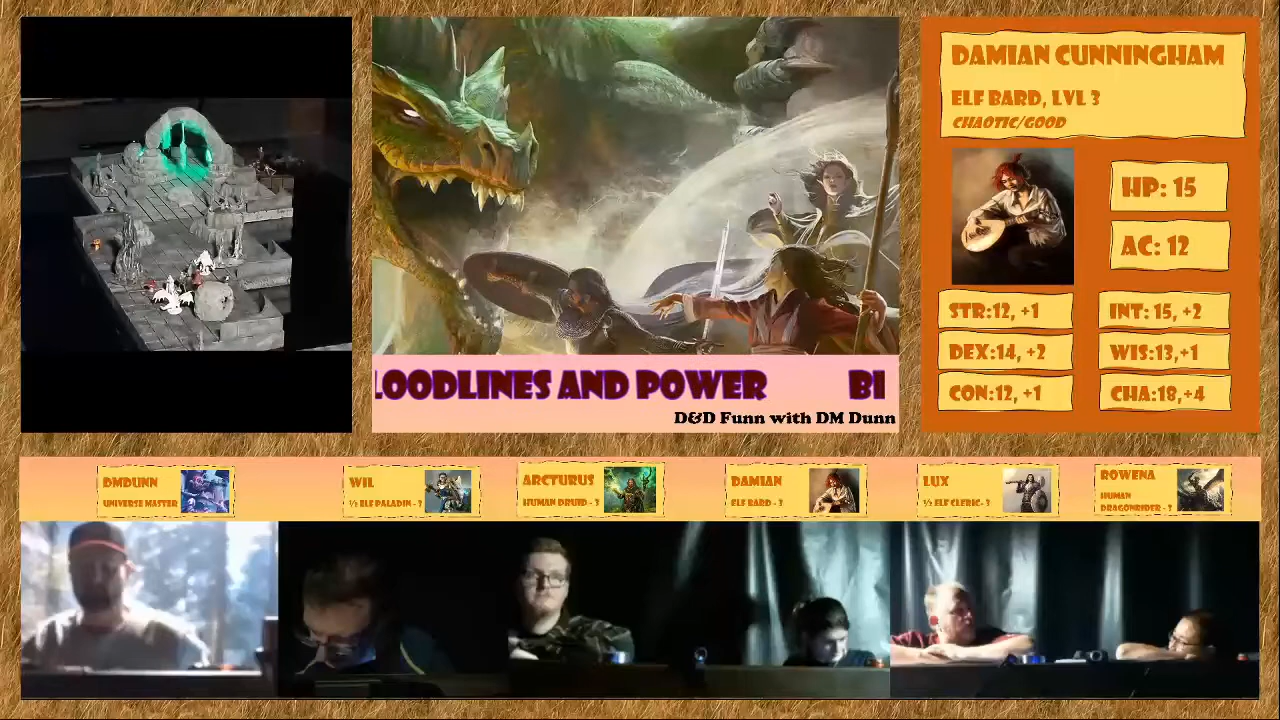 DAMIAN CUNNINGHAM
ELF BARD, LVL 3
CHAOTIC/GOOD
HP: 15
AC: 12
STR:12, +1
INT: 15, +2
DEX:14, +2
WIS:13,+1
CON:12, +1
CHA:18,+4
LOODLINES AND POWER BI
D&D Funn with DM Dunn
DMDUNN
UNIVERSE MASTER
WIL
½ ELF PALADIN - 3
ARCTURUS
HUMAN DRUID - 3
DAMIAN
ELF BARD - 3
LUX
½ ELF CLERIC- 3
ROWENA
HUMAN
DRAGONRIDER - 3